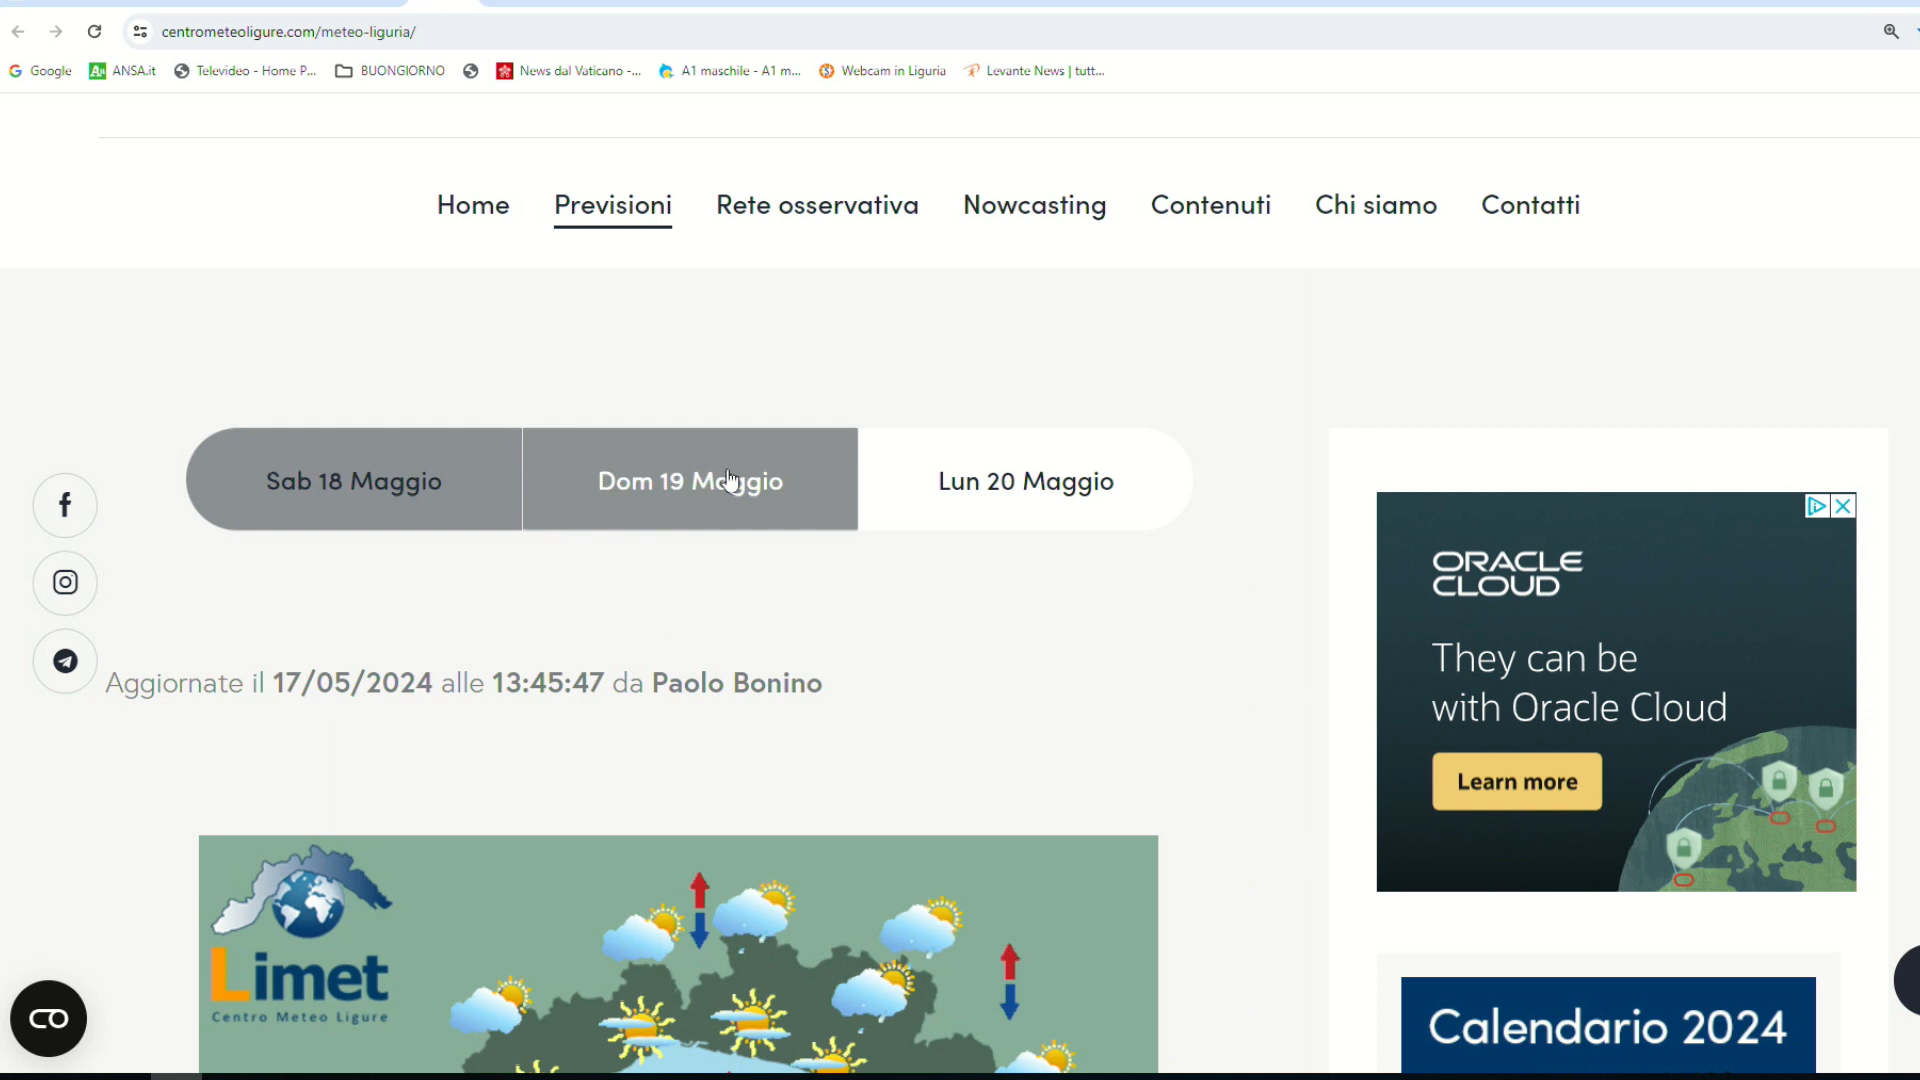 centrometeoligure.com/meteo-liguria/
Google ANSA.it Televideo - Home P... BUONGIORNO News dal Vaticano -... A1 maschile - A1 m... Webcam in Liguria Levante News | tutt...
Home Previsioni Rete osservativa Nowcasting Contenuti Chi siamo Contatti
Sab 18 Maggio Dom 19 Maggio Lun 20 Maggio
Aggiornate il 17/05/2024 alle 13:45:47 da Paolo Bonino
ORACLE
CLOUD
They can be
with Oracle Cloud
Learn more
Limet
Centro Meteo Ligure
Calendario 2024